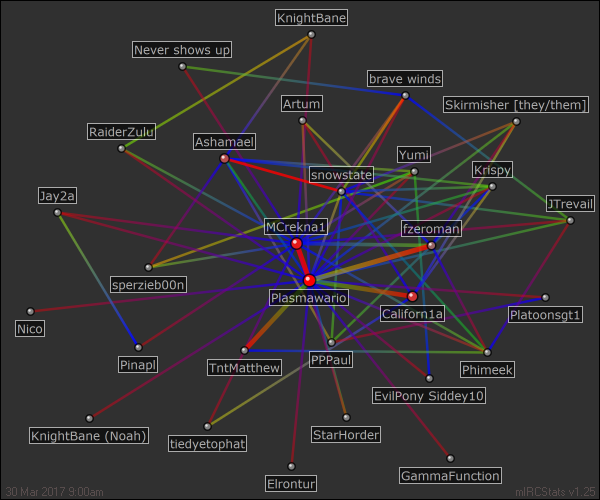 KnightBane
Never shows up
brave winds
Artum
Skirmisher [they/them]
RaiderZulu
Ashamael
Yumi
snowstate
Krispy
Jay2a
JTrevail
MCrekna1
fzeroman
sperzieb00n
Plasmawario
Californ1a
Platoonsgt1
Nico
Pinapl
TntMatthew
PPPaul
Phimeek
EvilPony Siddey10
KnightBane (Noah)
tiedyetophat
StarHorder
Elrontur
GammaFunction
30 Mar 2017 9:00am
mIRCStats v1.25